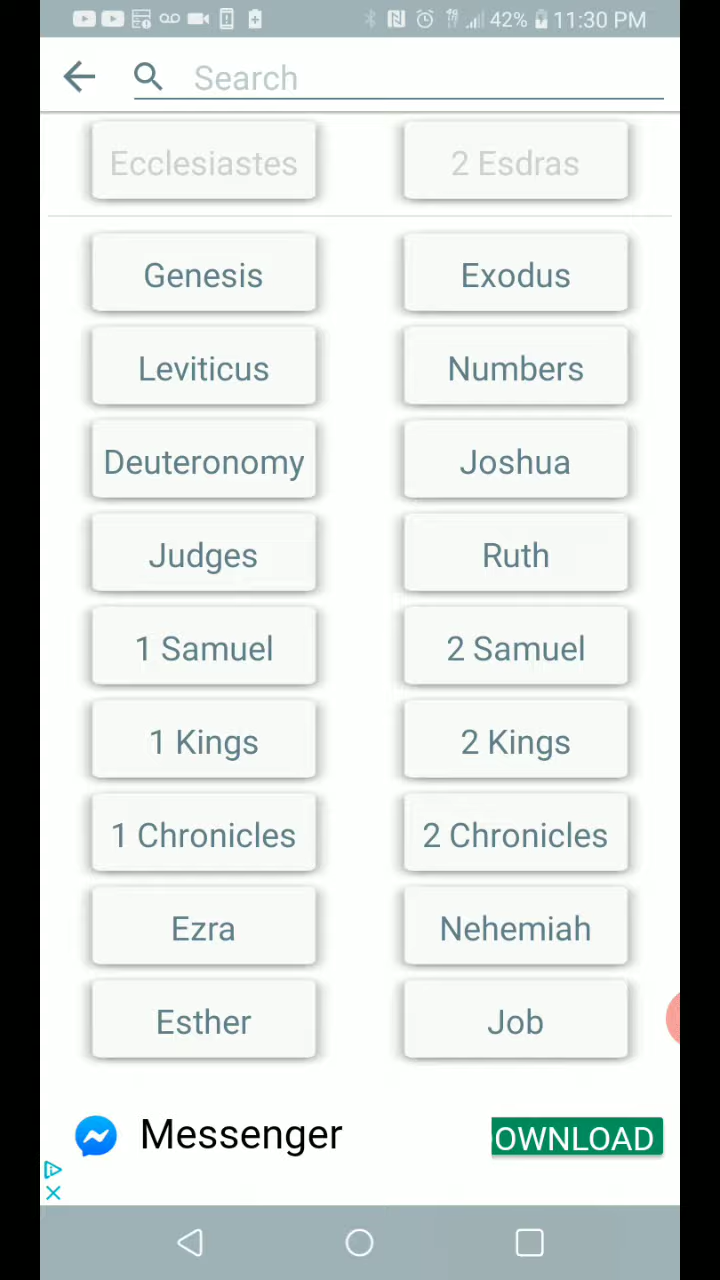 42% 11:30 PM
Search
Ecclesiastes 2 Esdras
Genesis Exodus
Leviticus Numbers
Deuteronomy Joshua
Judges Ruth
1 Samuel 2 Samuel
1 Kings 2 Kings
1 Chronicles 2 Chronicles
Ezra Nehemiah
Esther Job
Messenger OWNLOAD